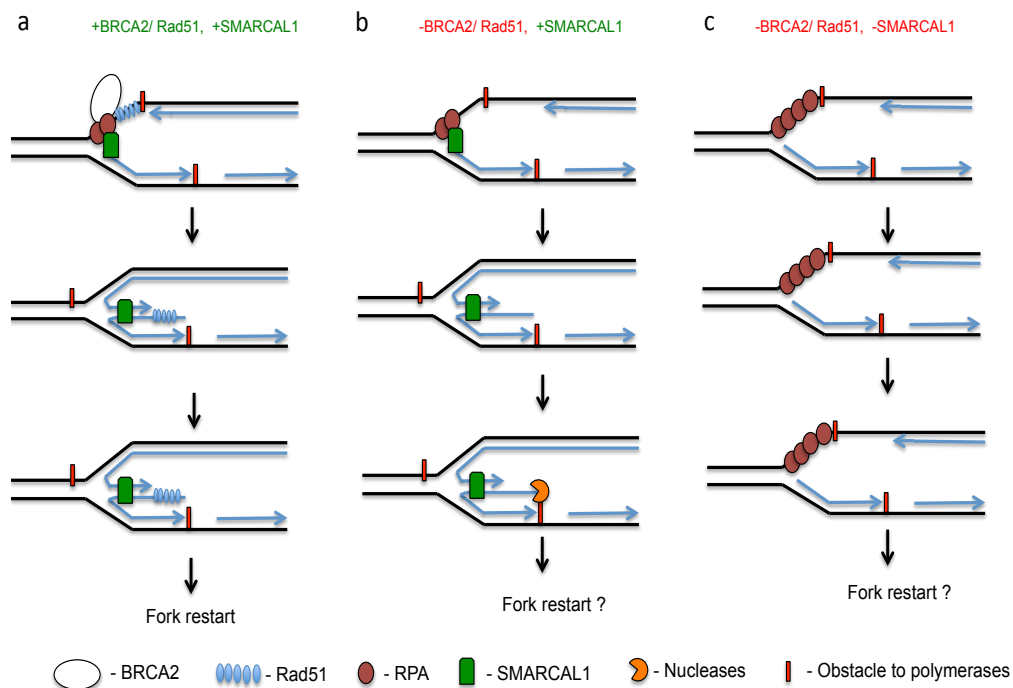 a
+BRCA2/ Rad51, +SMARCAL1
b
-BRCA2/ Rad51, +SMARCAL1
c
-BRCA2/ Rad51, -SMARCAL1
Fork restart
Fork restart ?
Fork restart ?
- BRCA2
- Rad51
- RPA
- SMARCAL1
- Nucleases
- Obstacle to polymerases